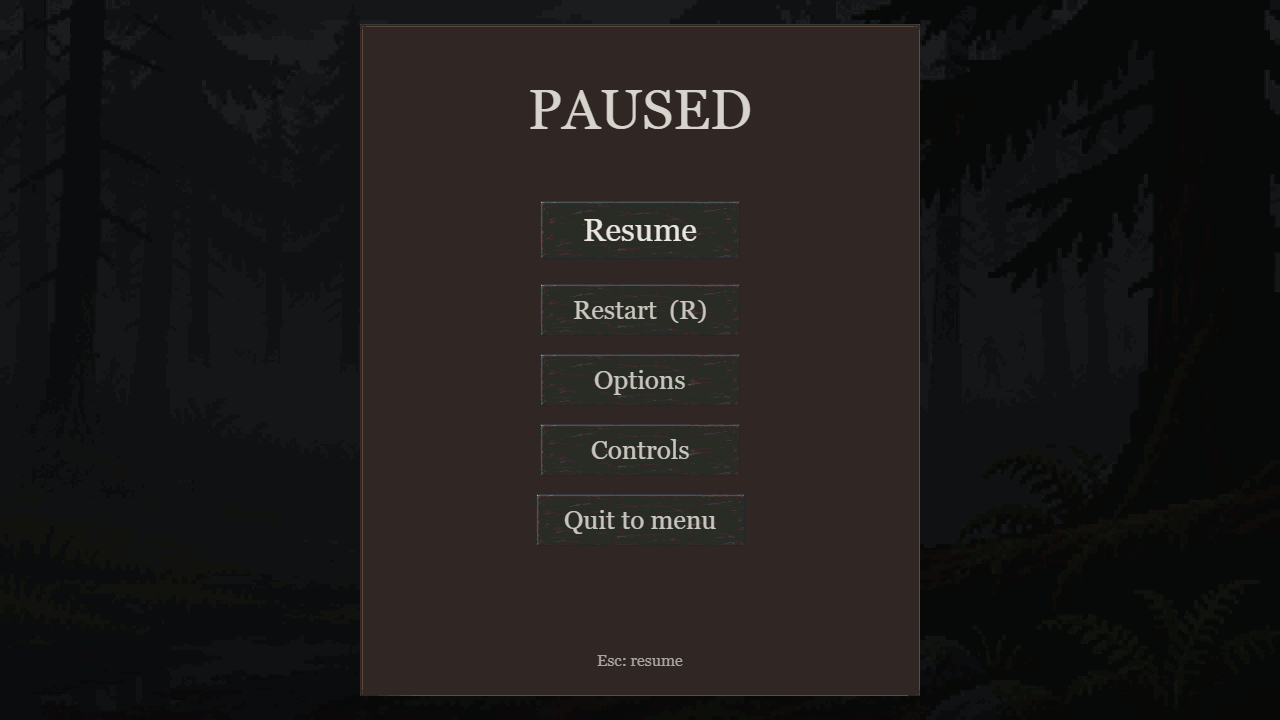 PAUSED
Resume
Restart (R)
Options
Controls
Quit to menu
Esc: resume